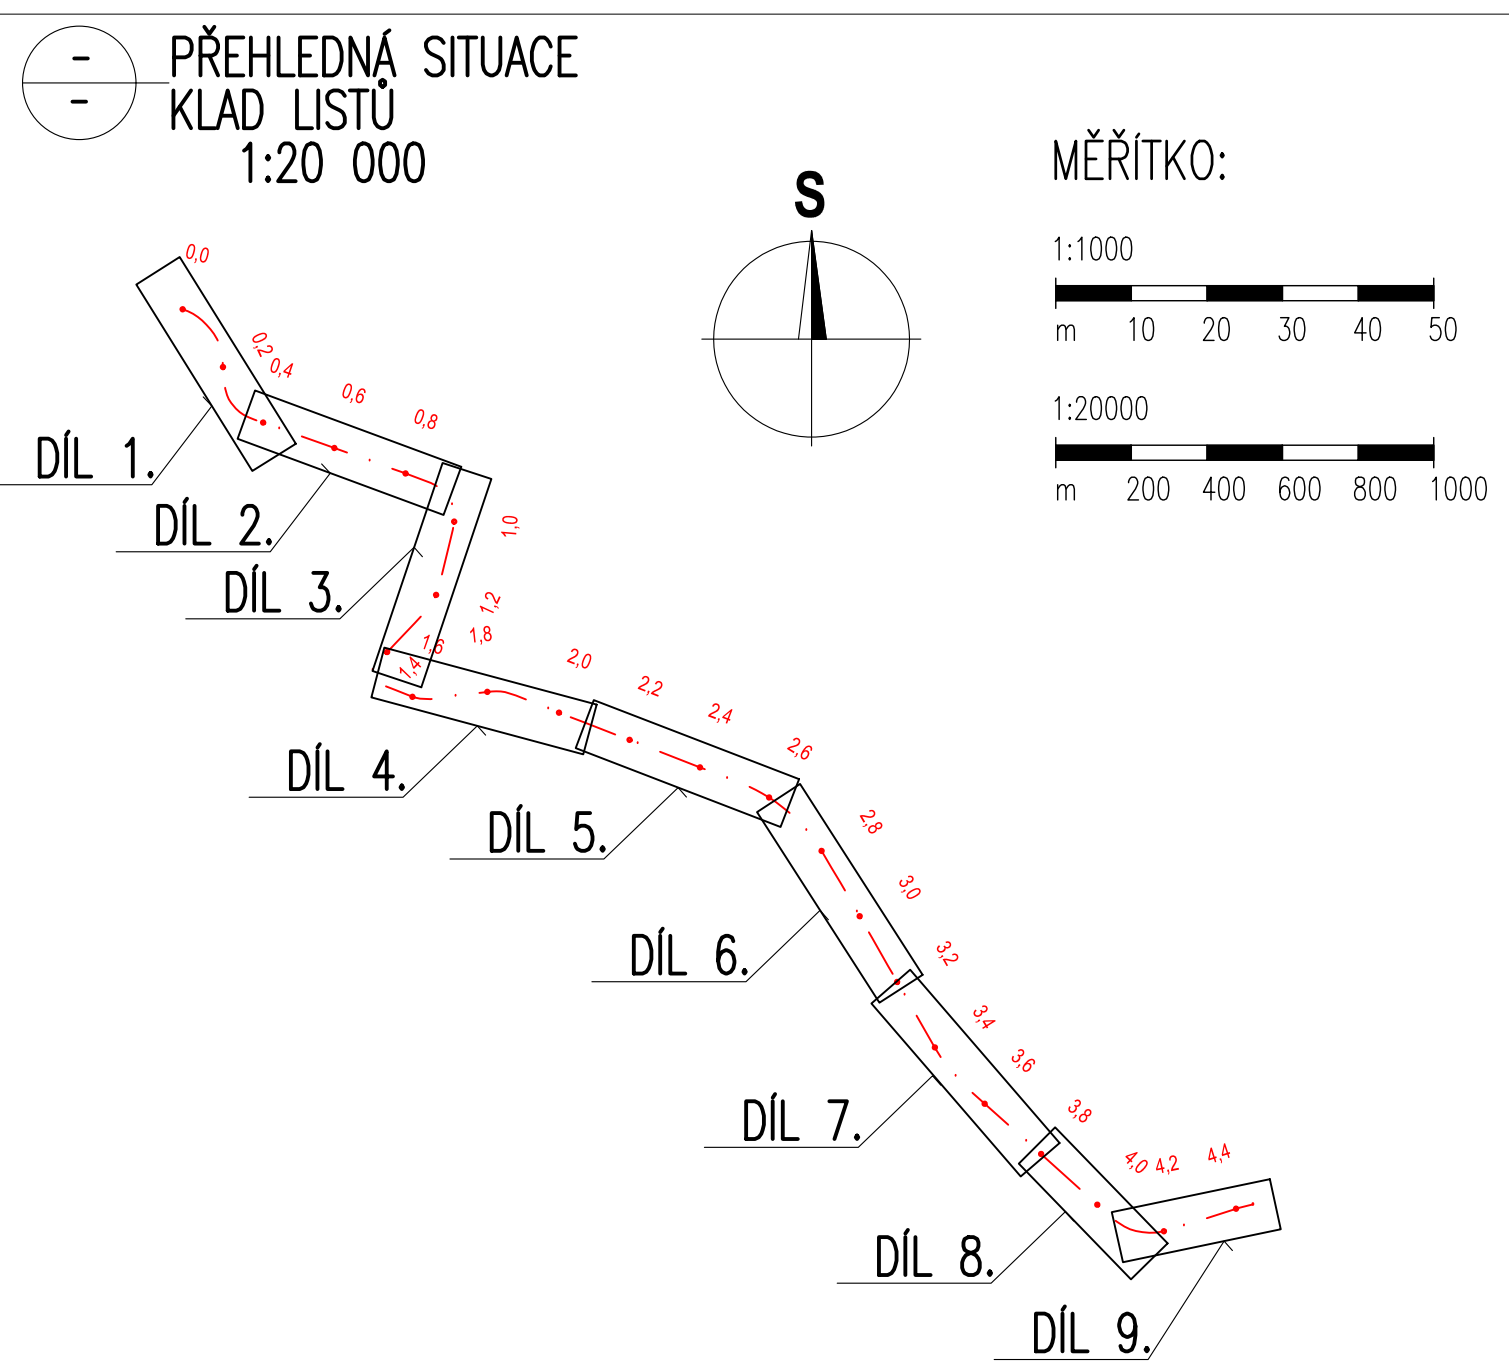 -
-
PŘEHLEDNÁ SITUACE
KLAD LISTŮ
1:20 000
S
MĚŘÍTKO:
1:1000
m 10 20 30 40 50
1:20000
m 200 400 600 800 1000
0,0
0,2
0,4
0,6
0,8
1,0
1,2
1,4
1,6
1,8
2,0
2,2
2,4
2,6
2,8
3,0
3,2
3,4
3,6
3,8
4,0
4,2
4,4
DÍL 1.
DÍL 2.
DÍL 3.
DÍL 4.
DÍL 5.
DÍL 6.
DÍL 7.
DÍL 8.
DÍL 9.